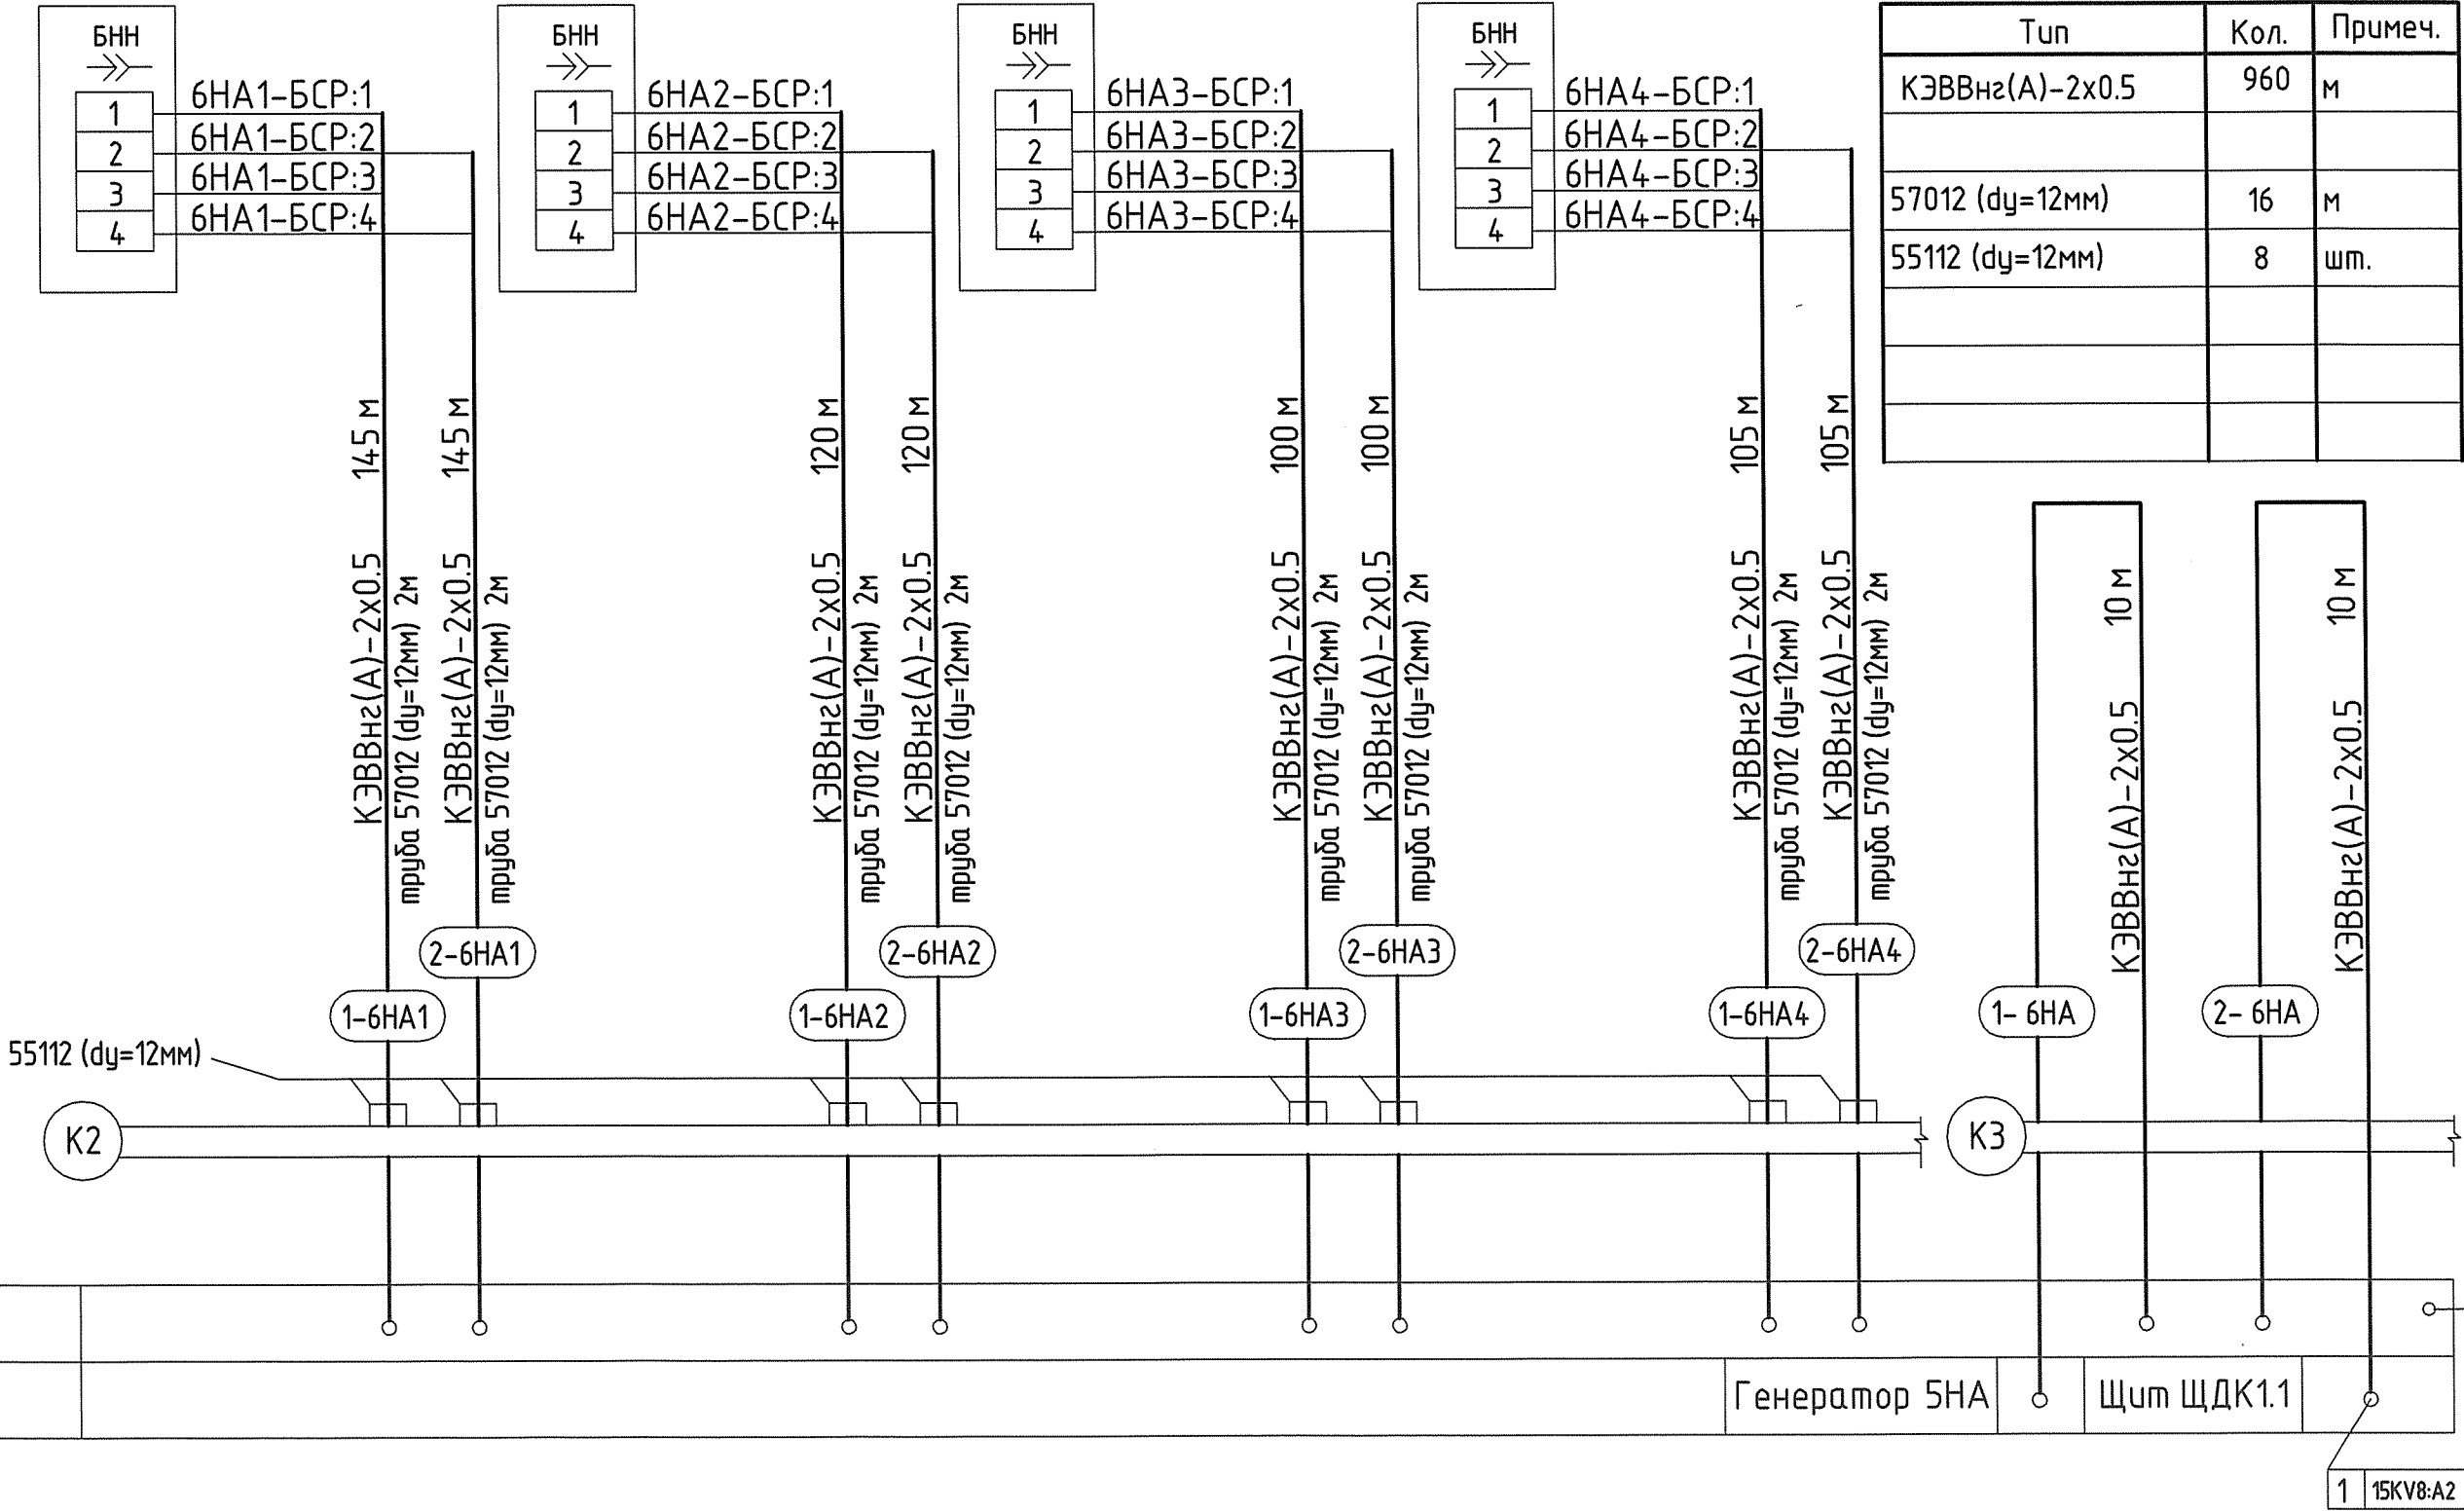 БНН
1
2
3
4
6НА1-БСР:1
6НА1-БСР:2
6НА1-БСР:3
6НА1-БСР:4
БНН
1
2
3
4
6НА2-БСР:1
6НА2-БСР:2
6НА2-БСР:3
6НА2-БСР:4
БНН
1
2
3
4
6НА3-БСР:1
6НА3-БСР:2
6НА3-БСР:3
6НА3-БСР:4
БНН
1
2
3
4
6НА4-БСР:1
6НА4-БСР:2
6НА4-БСР:3
6НА4-БСР:4
Тип Кол. Примеч.
КЭВВнг(А)-2х0.5 960 м
57012 (dy=12мм) 16 м
55112 (dy=12мм) 8 шт.
КЭВВнг(А)-2х0.5 145 м
труба 57012 (dy=12мм) 2м
КЭВВнг(А)-2х0.5 145 м
труба 57012 (dy=12мм) 2м
КЭВВнг(А)-2х0.5 120 м
труба 57012 (dy=12мм) 2м
КЭВВнг(А)-2х0.5 120 м
труба 57012 (dy=12мм) 2м
КЭВВнг(А)-2х0.5 100 м
труба 57012 (dy=12мм) 2м
КЭВВнг(А)-2х0.5 100 м
труба 57012 (dy=12мм) 2м
КЭВВнг(А)-2х0.5 105 м
труба 57012 (dy=12мм) 2м
КЭВВнг(А)-2х0.5 105 м
труба 57012 (dy=12мм) 2м
КЭВВнг(А)-2х0.5 10 м
КЭВВнг(А)-2х0.5 10 м
2-6НА1
2-6НА2
2-6НА3
2-6НА4
1-6НА1
1-6НА2
1-6НА3
1-6НА4
1- 6НА
2- 6НА
55112 (dy=12мм)
К2
К3
Генератор 5НА
Щит ЩДК1.1
1 15KV8:A2